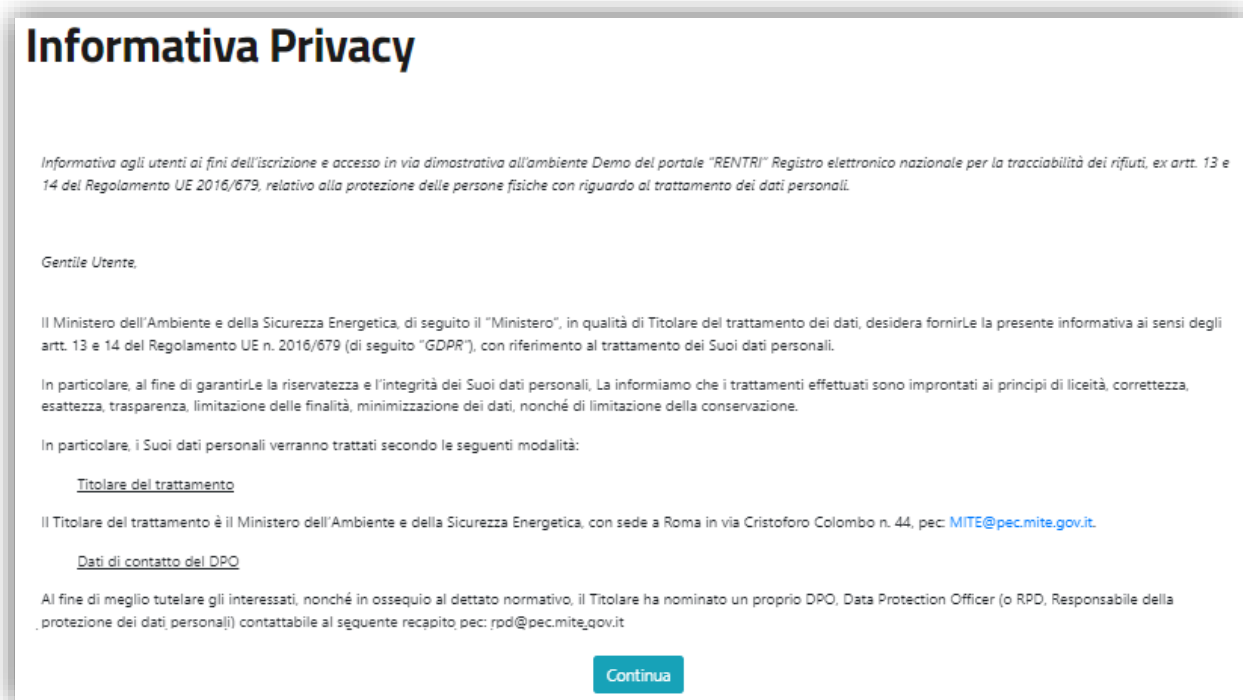 Informativa Privacy
Informativa agli utenti ai fini dell'iscrizione e accesso in via dimostrativa all'ambiente Demo del portale "RENTRI" Registro elettronico nazionale per la tracciabilità dei rifiuti, ex artt. 13 e
14 del Regolamento UE 2016/679, relativo alla protezione delle persone fisiche con riguardo al trattamento dei dati personali.
Gentile Utente,
Il Ministero dell'Ambiente e della Sicurezza Energetica, di seguito il "Ministero", in qualità di Titolare del trattamento dei dati, desidera fornirLe la presente informativa ai sensi degli
artt. 13 e 14 del Regolamento UE n. 2016/679 (di seguito "GDPR"), con riferimento al trattamento dei Suoi dati personali.
In particolare, al fine di garantirLe la riservatezza e l'integrità dei Suoi dati personali, La informiamo che i trattamenti effettuati sono improntati ai principi di liceità, correttezza,
esattezza, trasparenza, limitazione delle finalità, minimizzazione dei dati, nonché di limitazione della conservazione.
In particolare, i Suoi dati personali verranno trattati secondo le seguenti modalità:
Titolare del trattamento
Il Titolare del trattamento è il Ministero dell'Ambiente e della Sicurezza Energetica, con sede a Roma in via Cristoforo Colombo n. 44, pec: MITE@pec.mite.gov.it.
Dati di contatto del DPO
Al fine di meglio tutelare gli interessati, nonché in ossequio al dettato normativo, il Titolare ha nominato un proprio DPO, Data Protection Officer (o RPD, Responsabile della
protezione dei dati personali) contattabile al seguente recapito pec: rpd@pec.mite.gov.it
Continua